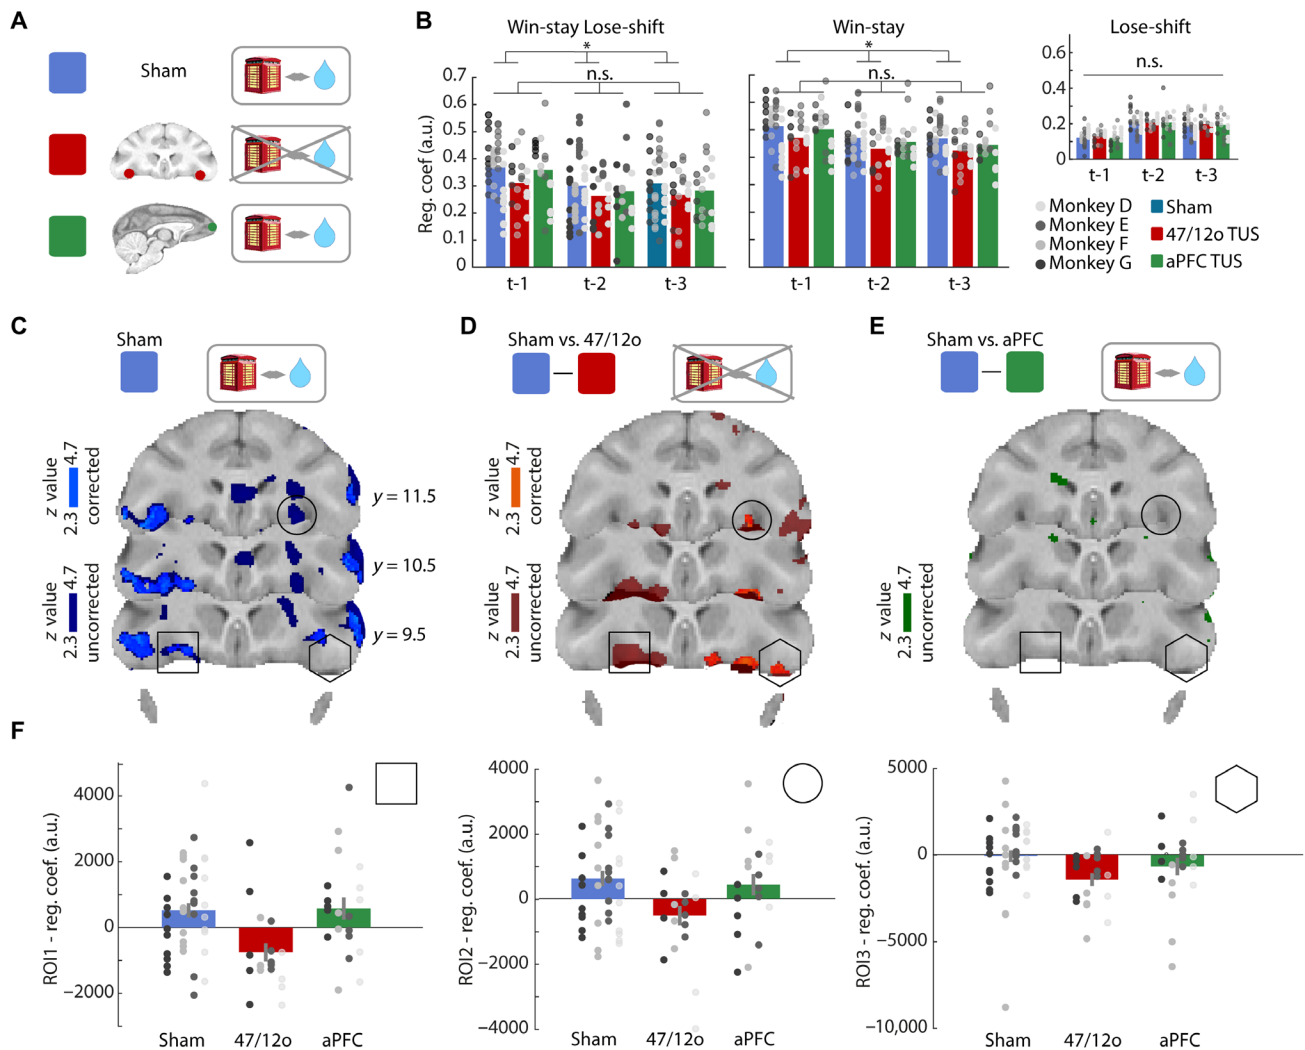 A
Sham
B
Win-stay Lose-shift
*
n.s.
Reg. coef (a.u.)
0.7
0.6
0.5
0.4
0.3
0.2
0.1
0
t-1
t-2
t-3
Win-stay
*
n.s.
t-1
t-2
t-3
Lose-shift
n.s.
0.6
0.4
0.2
0
t-1
t-2
t-3
Monkey D
Monkey E
Monkey F
Monkey G
Sham
47/12o TUS
aPFC TUS
C
Sham
z value
2.3 4.7
corrected
z value
2.3 4.7
uncorrected
y = 11.5
y = 10.5
y = 9.5
D
Sham vs. 47/12o
z value
2.3 4.7
corrected
z value
2.3 4.7
uncorrected
E
Sham vs. aPFC
z value
2.3 4.7
uncorrected
F
ROI1 - reg. coef. (a.u.)
4000
2000
0
−2000
Sham
47/12o
aPFC
ROI2 - reg. coef. (a.u.)
4000
2000
0
−2000
−4000
Sham
47/12o
aPFC
ROI3 - reg. coef. (a.u.)
5000
0
−5000
−10,000
Sham
47/12o
aPFC